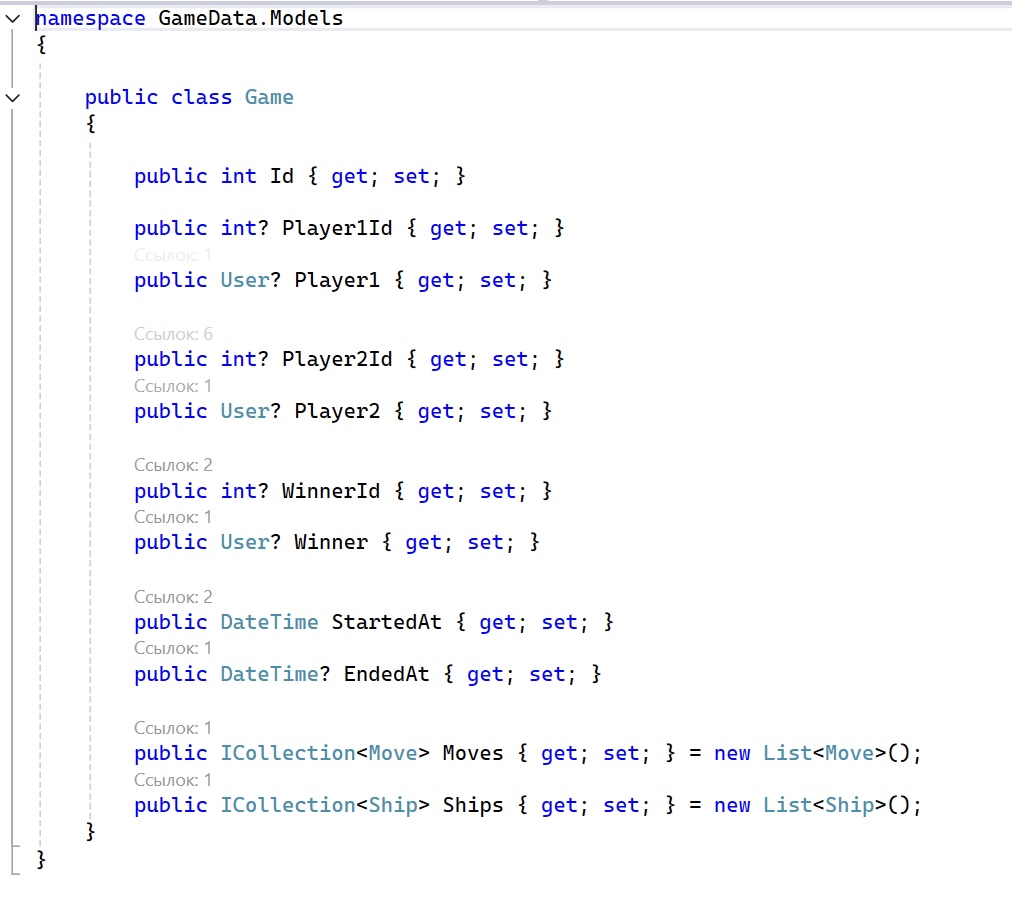 namespace GameData.Models
{
public class Game
{
public int Id { get; set; }
public int? Player1Id { get; set; }
Ссылок: 1
public User? Player1 { get; set; }
Ссылок: 6
public int? Player2Id { get; set; }
Ссылок: 1
public User? Player2 { get; set; }
Ссылок: 2
public int? WinnerId { get; set; }
Ссылок: 1
public User? Winner { get; set; }
Ссылок: 2
public DateTime StartedAt { get; set; }
Ссылок: 1
public DateTime? EndedAt { get; set; }
Ссылок: 1
public ICollection<Move> Moves { get; set; } = new List<Move>();
Ссылок: 1
public ICollection<Ship> Ships { get; set; } = new List<Ship>();
}
}